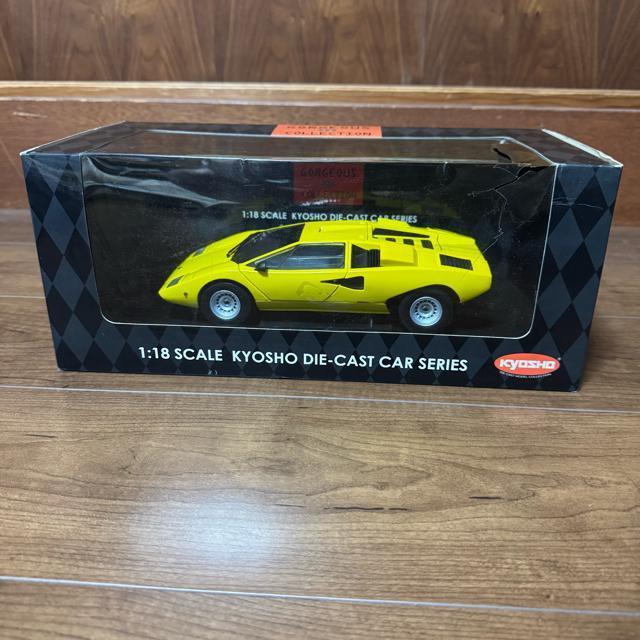 GORGEOUS
COLLECTION
GORGEOUS
COLLECTION
1:18 SCALE KYOSHO DIE-CAST CAR SERIES
1:18 SCALE KYOSHO DIE-CAST CAR SERIES
KYOSHO